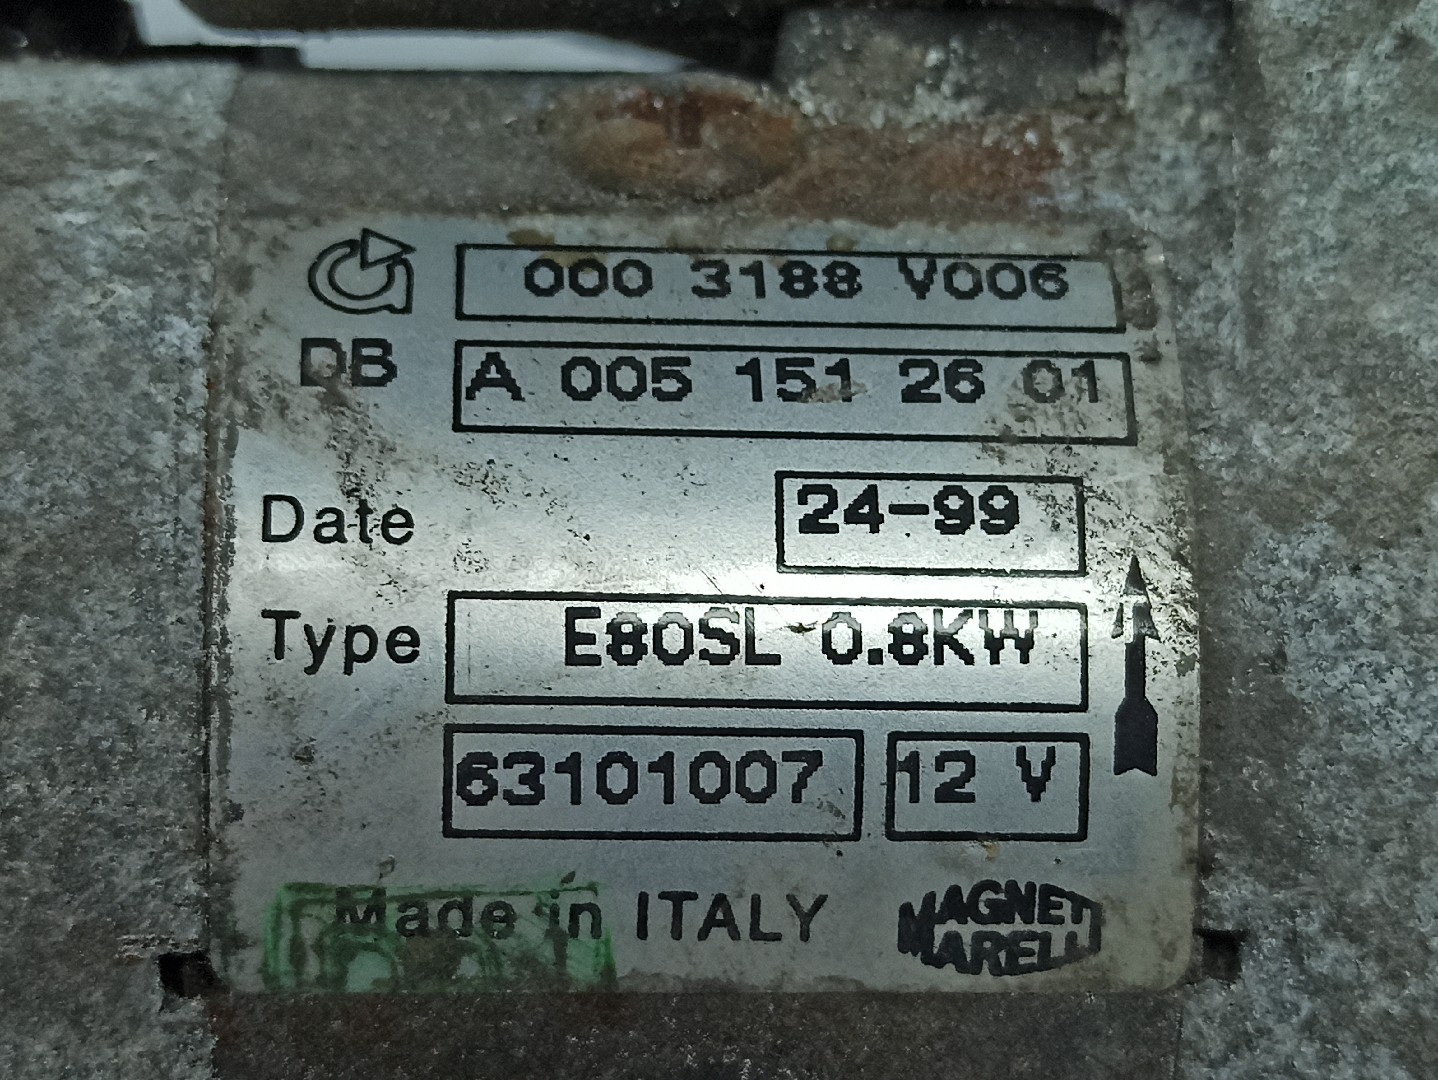 000 3188 V006
DB A 005 151 26 01
Date 24-99
Type E80SL 0.8KW
63101007 12 V
Made in ITALY
MAGNETI
MARELLI